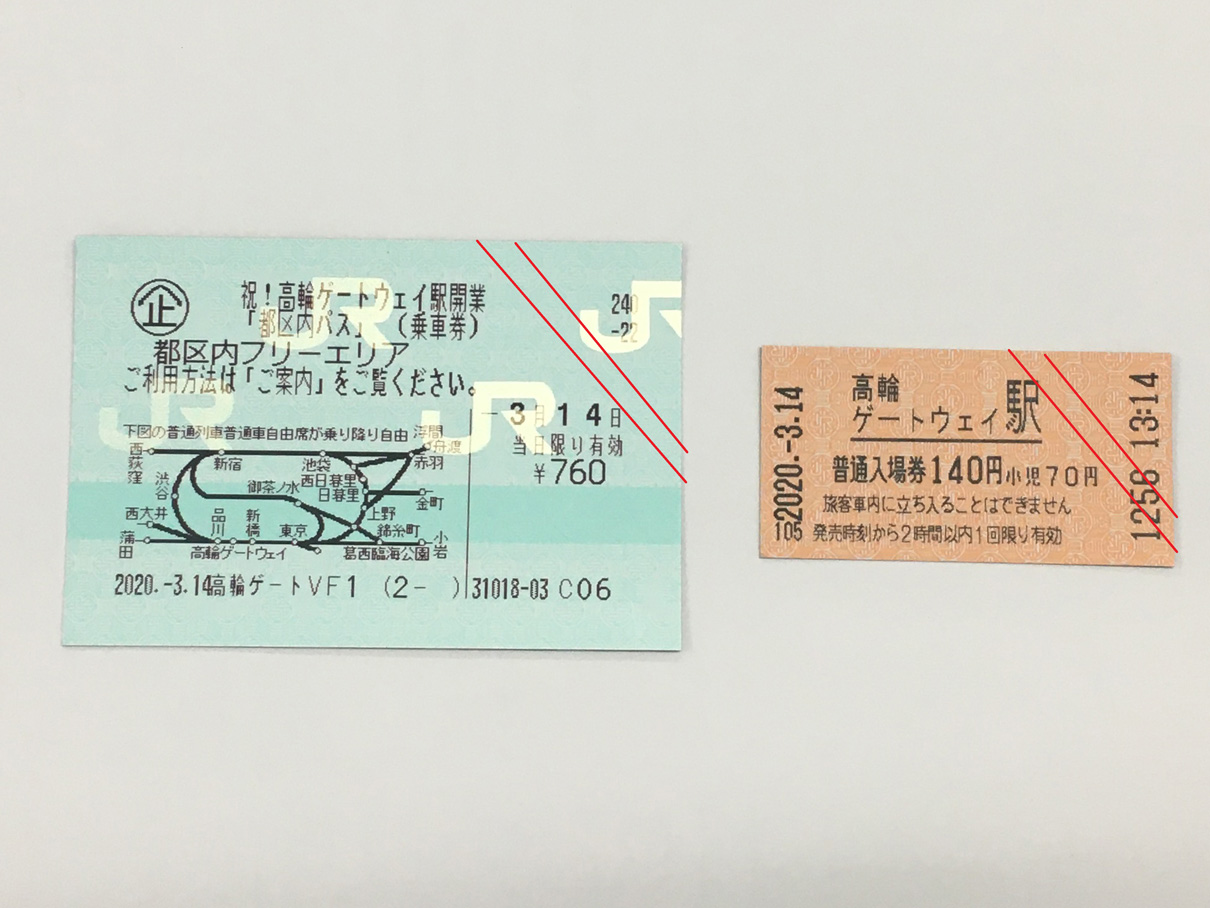 企
祝!高輪ゲートウェイ駅開業
「都区内パス」 (乗車券)
240
-22
都区内フリーエリア
ご利用方法は「ご案内」をご覧ください。
-3月14日
当日限り有効
¥760
下図の普通列車普通車自由席が乗り降り自由
浮間舟渡
西荻窪
新宿
池袋
赤羽
渋谷
西日暮里
日暮里
御茶ノ水
金町
西大井
品川
新橋
東京
上野
錦糸町
蒲田
高輪ゲートウェイ
葛西臨海公園
小岩
2020.-3.14高輪ゲートVF1 (2- )31018-03 C06
JR
JR
JR
JR
2020.-3.14
105
高輪
ゲートウェイ駅
普通入場券140円小児70円
旅客車内に立ち入ることはできません
発売時刻から2時間以内1回限り有効
1258 13:14